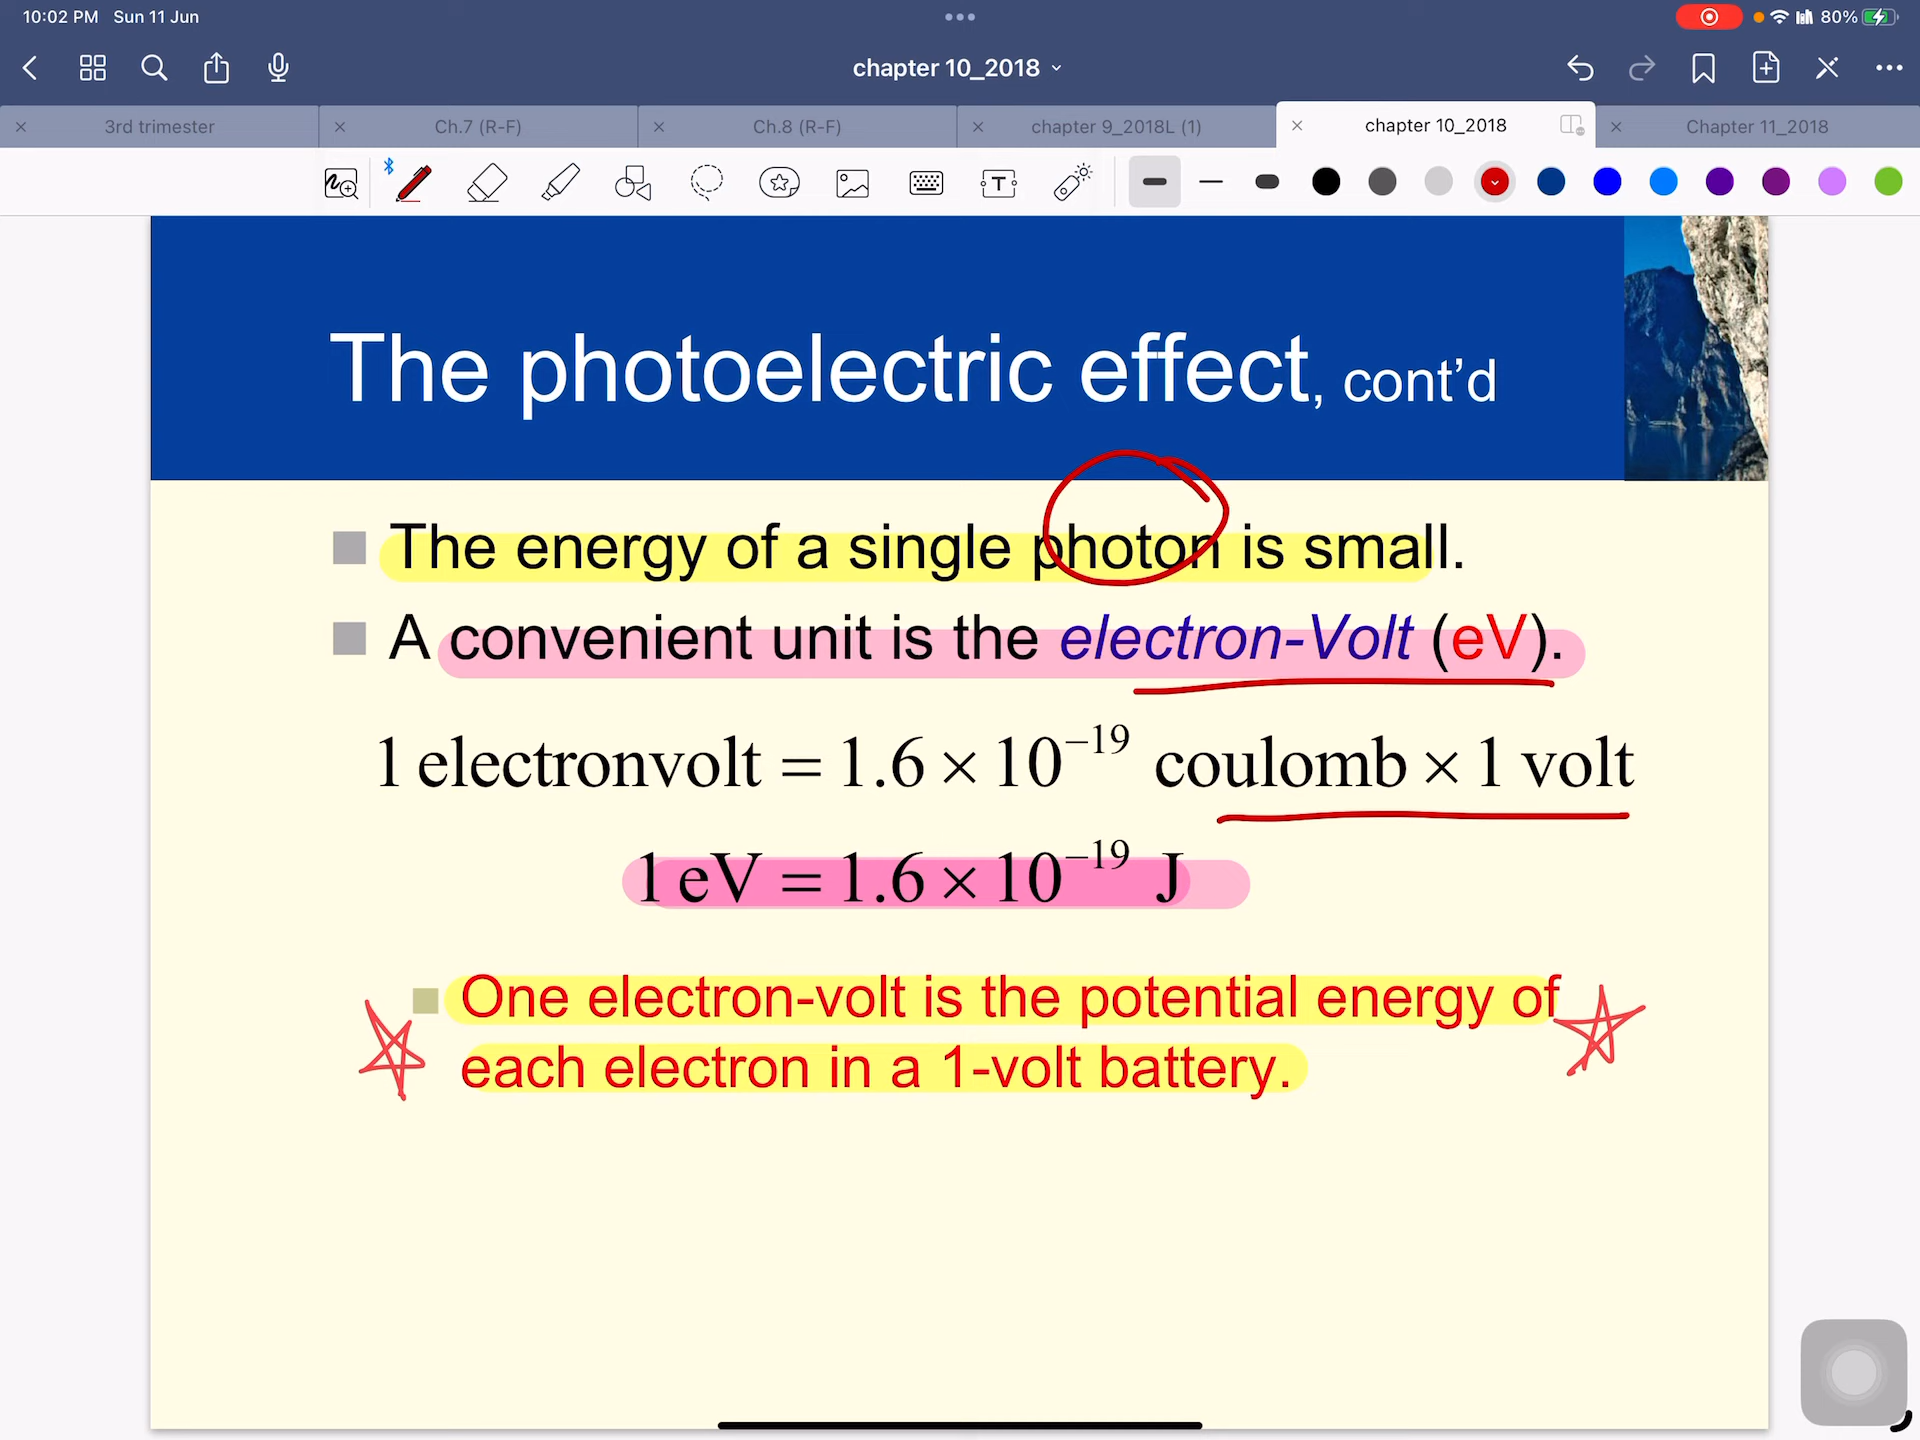 10:02 PM Sun 11 Jun
80%
chapter 10_2018
3rd trimester
Ch.7 (R-F)
Ch.8 (R-F)
chapter 9_2018L (1)
chapter 10_2018
Chapter 11_2018
T
The photoelectric effect, cont’d
The energy of a single photon is small.
A convenient unit is the electron-Volt (eV).
1 electronvolt = 1.6 × 10⁻¹⁹ coulomb × 1 volt
1 eV = 1.6 × 10⁻¹⁹ J
One electron-volt is the potential energy of
each electron in a 1-volt battery.